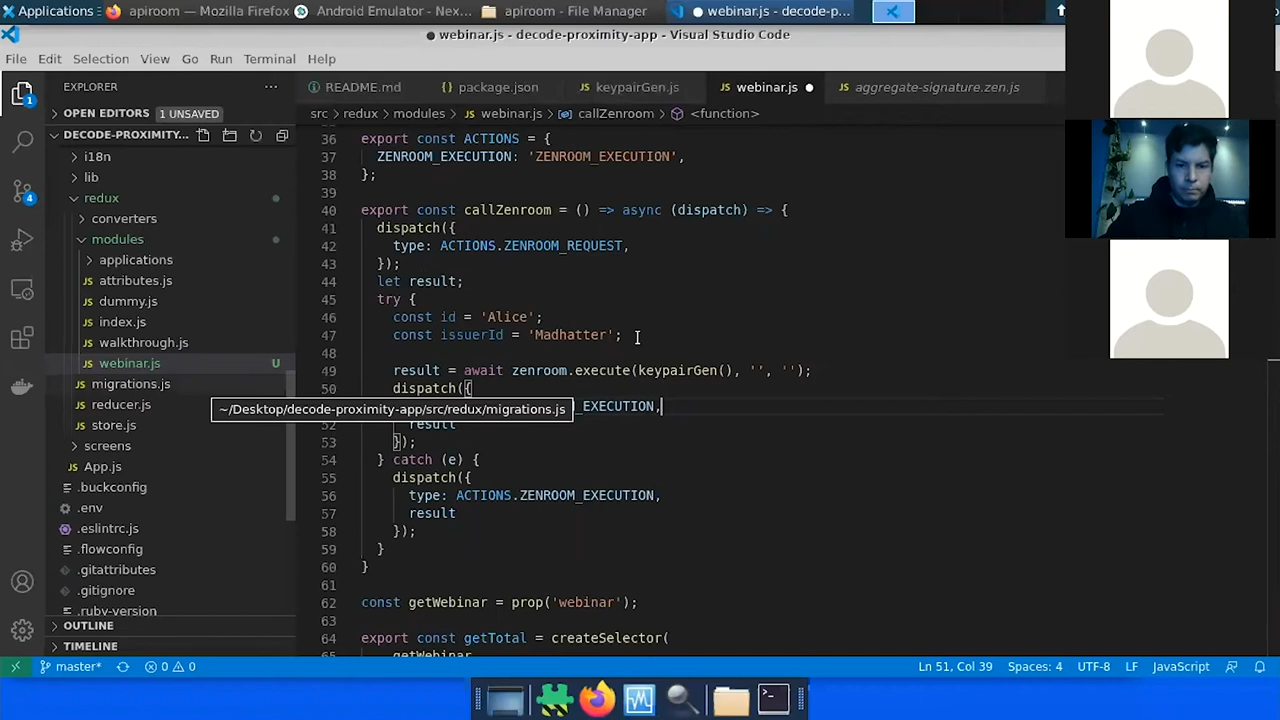 Applications
apiroom — Mozilla Firefox
Android Emulator - Nex...
apiroom - File Manager
● webinar.js - decode-p...
● webinar.js - decode-proximity-app - Visual Studio Code
File Edit Selection View Go Run Terminal Help
EXPLORER ...
README.md
package.json
keypairGen.js
webinar.js ●
aggregate-signature.zen.js
OPEN EDITORS 1 UNSAVED
src > redux > modules > webinar.js > callZenroom > <function>
DECODE-PROXIMITY-...
i18n
lib
redux
converters
modules
applications
attributes.js
dummy.js
index.js
walkthrough.js
webinar.js U
migrations.js
reducer.js
store.js
screens
App.js
.buckconfig
.env
.eslintrc.js
.flowconfig
.gitattributes
.gitignore
.ruby-version
OUTLINE
TIMELINE
1
4
36 export const ACTIONS = {
37 ZENROOM_EXECUTION: 'ZENROOM_EXECUTION',
38 };
39
40 export const callZenroom = () => async (dispatch) => {
41 dispatch({
42 type: ACTIONS.ZENROOM_REQUEST,
43 });
44 let result;
45 try {
46 const id = 'Alice';
47 const issuerId = 'Madhatter';
48
49 result = await zenroom.execute(keypairGen(), '', '');
50 dispatch({
~/Desktop/decode-proximity-app/src/redux/migrations.js
_EXECUTION,
52 result
53 });
54 } catch (e) {
55 dispatch({
56 type: ACTIONS.ZENROOM_EXECUTION,
57 result
58 });
59 }
60 }
61
62 const getWebinar = prop('webinar');
63
64 export const getTotal = createSelector(
65 getWebinar
master*
0 0
Ln 51, Col 39
Spaces: 4
UTF-8
LF
JavaScript